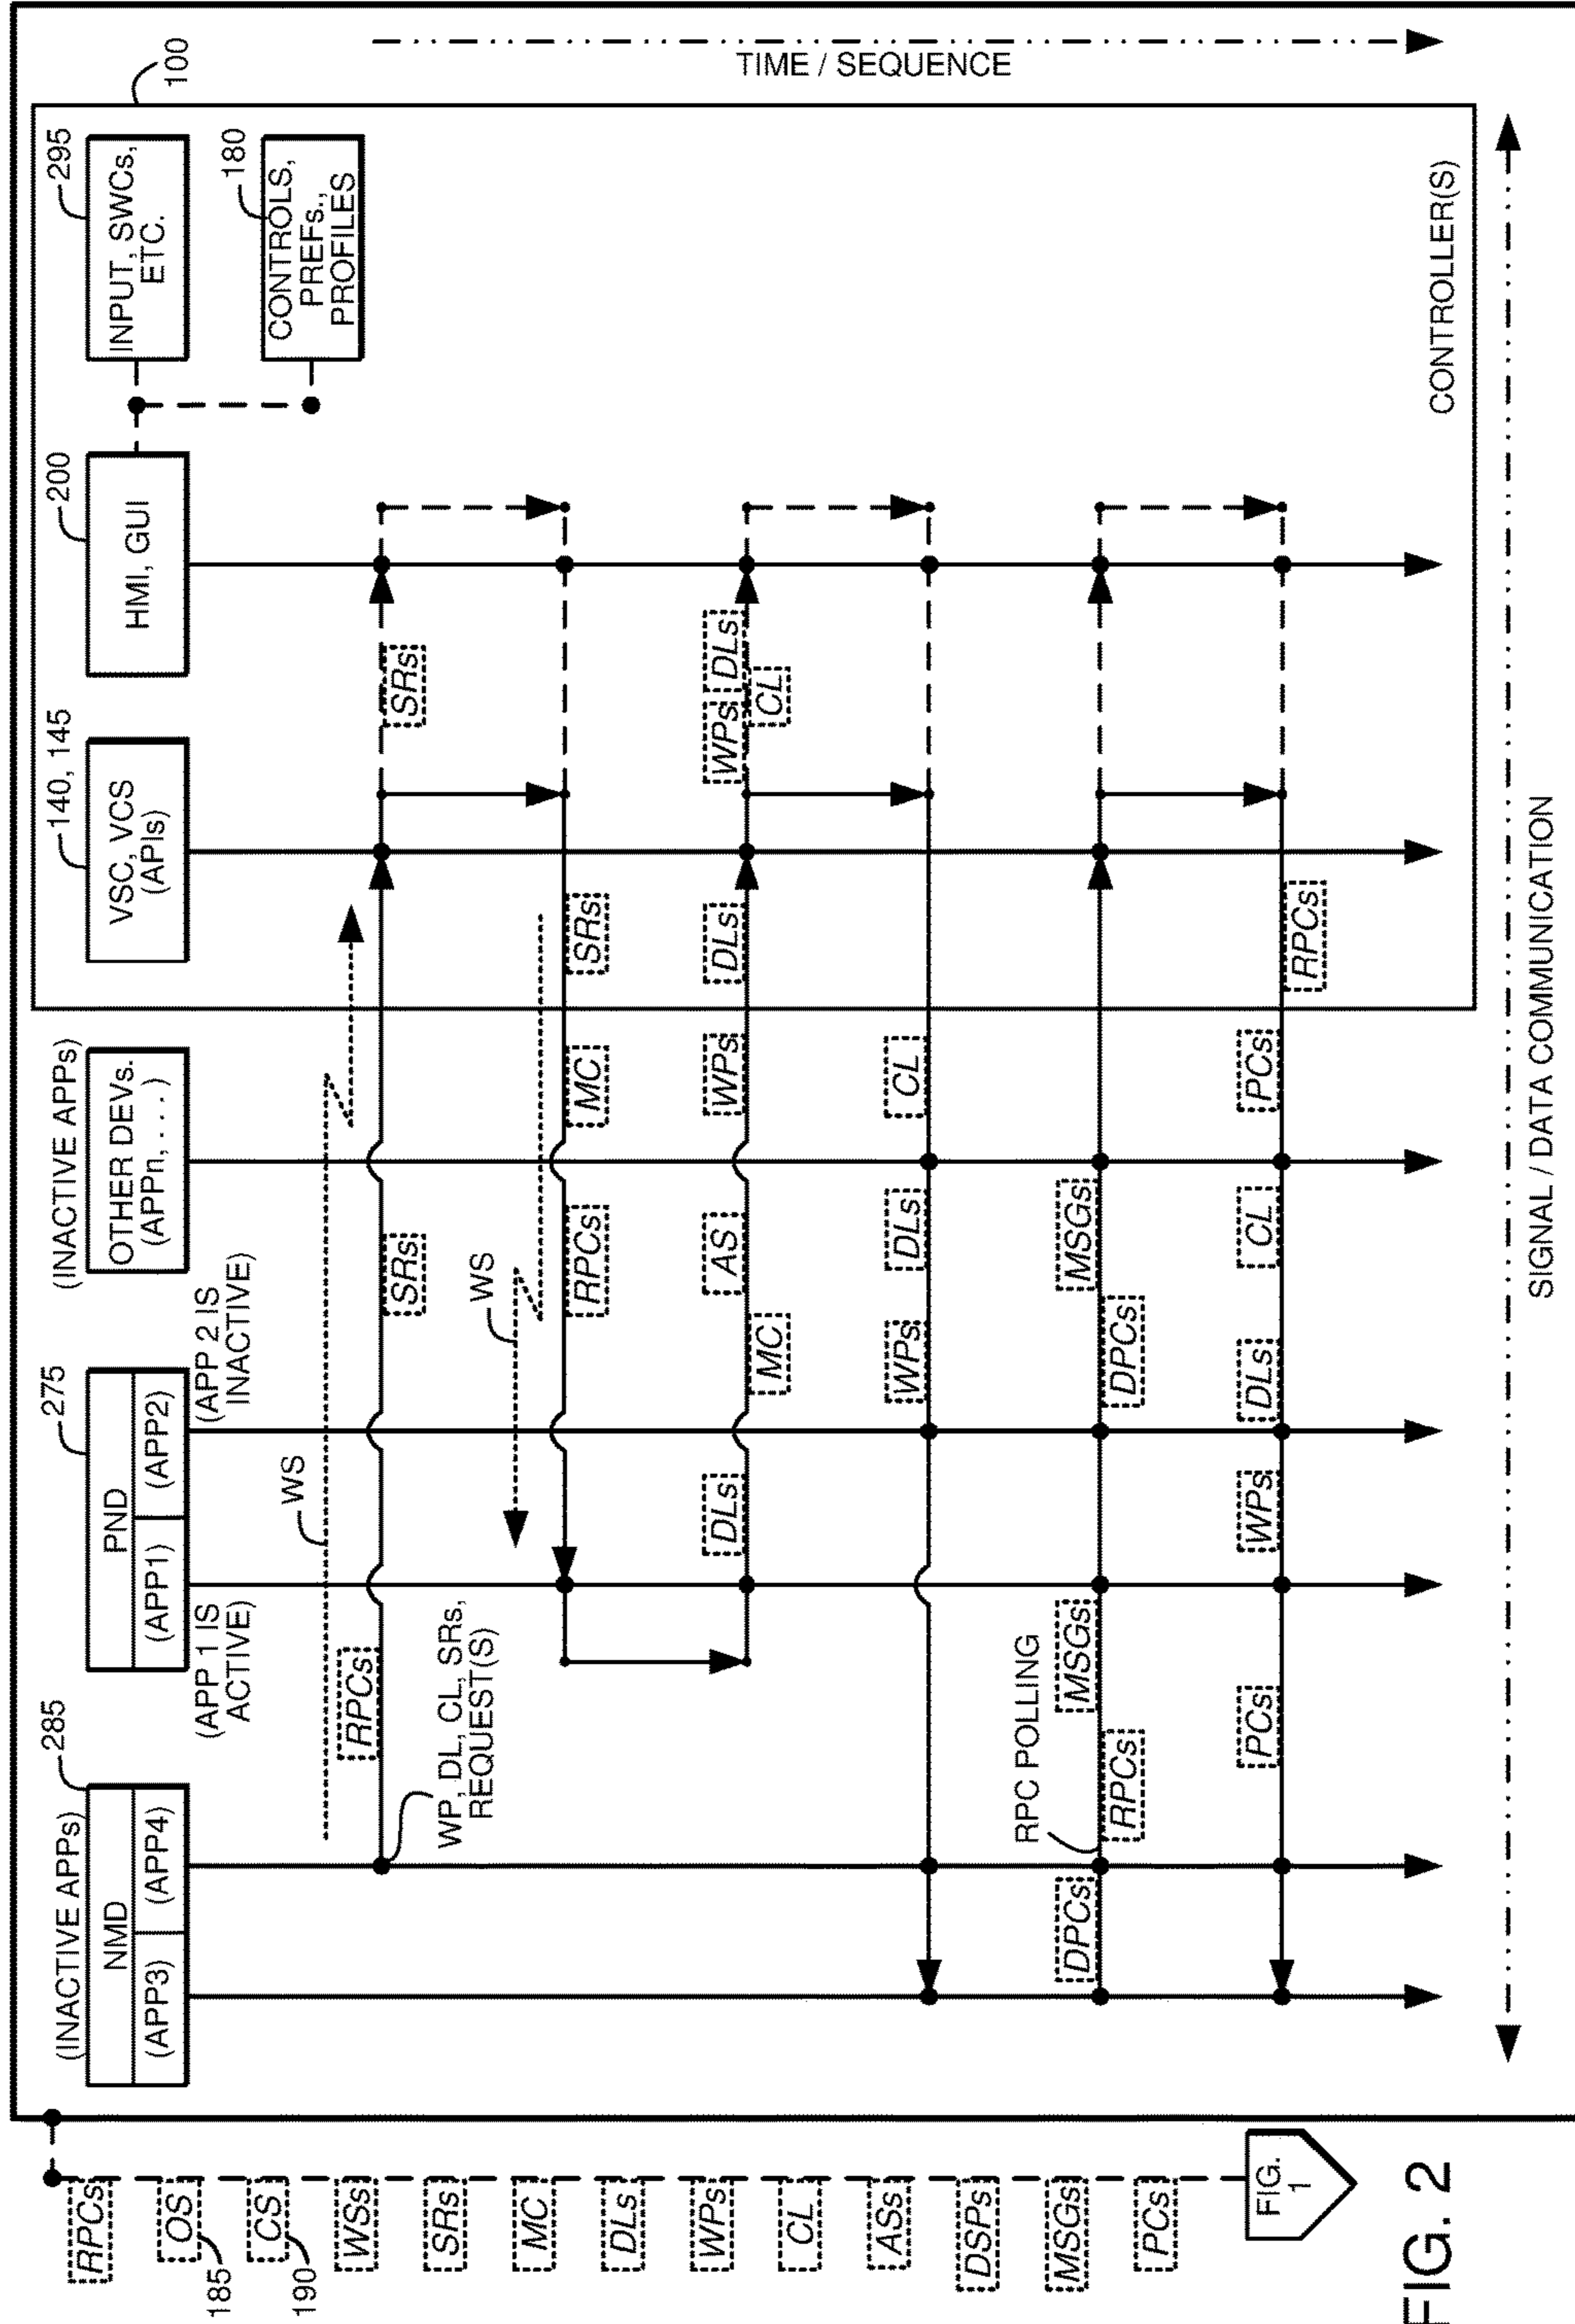 RPCs
OS
185
CS
190
WSs
SRs
MC
DLs
WPs
CL
ASs
DSPs
MSGs
PCs
FIG.
1
FIG. 2
(INACTIVE APPs)
285
NMD
(APP3)
(APP4)
275
PND
(APP1)
(APP2)
(APP 1 IS
ACTIVE)
(APP 2 IS
INACTIVE)
(INACTIVE APPs)
OTHER DEVs.
(APPn, . . . )
140, 145
VSC, VCS
(APIs)
200
HMI, GUI
295
INPUT, SWCs,
ETC.
180
CONTROLS,
PREFs.,
PROFILES
100
WS
RPCs
SRs
SRs
WP, DL, CL, SRs,
REQUEST(S)
WS
RPCs
MC
SRs
DLs
MC
AS
WPs
DLs
WPs
DLs
CL
WPs
DLs
CL
RPC POLLING
DPCs
RPCs
MSGs
DPCs
MSGs
PCs
WPs
DLs
CL
PCs
RPCs
CONTROLLER(S)
TIME / SEQUENCE
SIGNAL / DATA COMMUNICATION